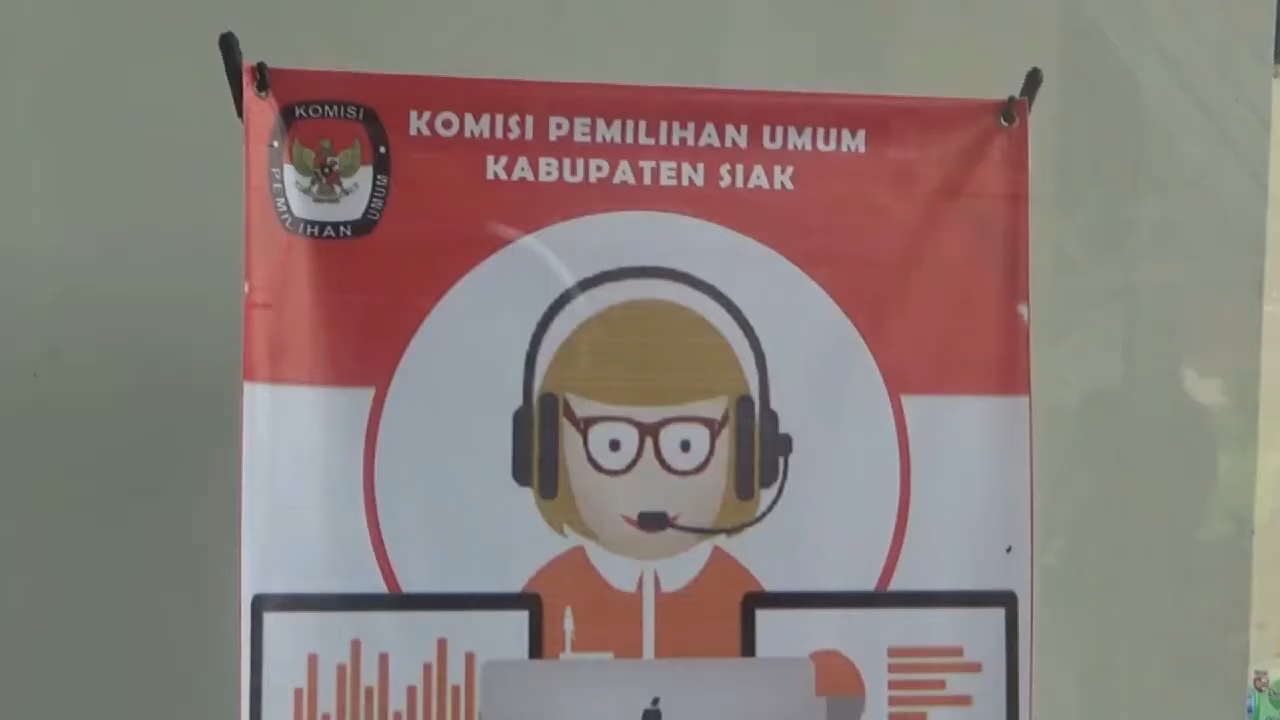 KOMISI
PEMILIHAN
UMUM
KOMISI PEMILIHAN UMUM
KABUPATEN SIAK